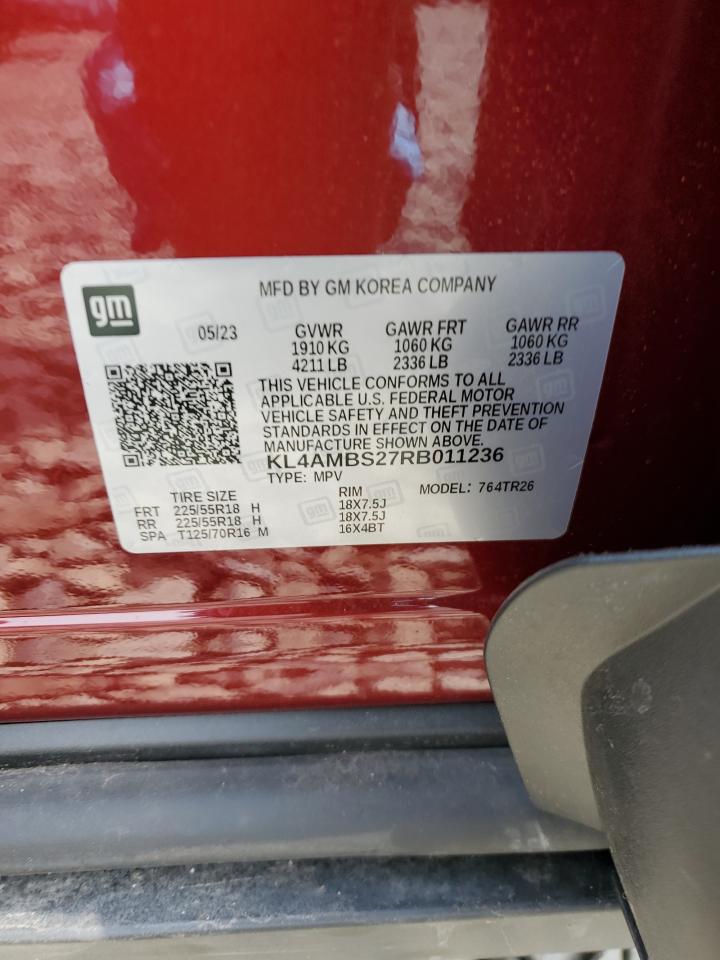 gm
MFD BY GM KOREA COMPANY
05/23 GVWR GAWR FRT GAWR RR
1910 KG 1060 KG 1060 KG
4211 LB 2336 LB 2336 LB
THIS VEHICLE CONFORMS TO ALL
APPLICABLE U.S. FEDERAL MOTOR
VEHICLE SAFETY AND THEFT PREVENTION
STANDARDS IN EFFECT ON THE DATE OF
MANUFACTURE SHOWN ABOVE.
KL4AMBS27RB011236
TYPE: MPV MODEL: 764TR26
TIRE SIZE RIM
FRT 225/55R18 H 18X7.5J
RR 225/55R18 H 18X7.5J
SPA T125/70R16 M 16X4BT